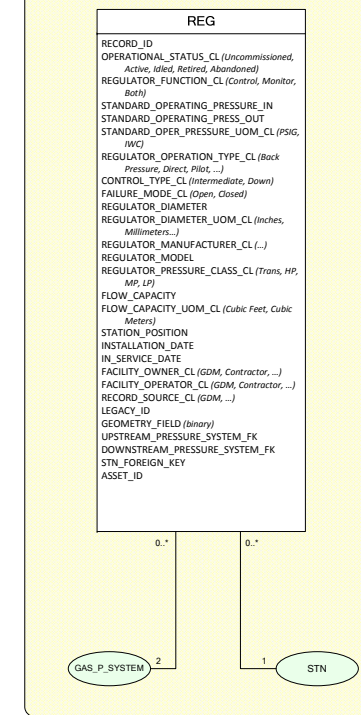 REG
RECORD_ID
OPERATIONAL_STATUS_CL (Uncommissioned,
Active, Idled, Retired, Abandoned)
REGULATOR_FUNCTION_CL (Control, Monitor,
Both)
STANDARD_OPERATING_PRESSURE_IN
STANDARD_OPERATING_PRESS_OUT
STANDARD_OPER_PRESSURE_UOM_CL (PSIG,
IWC)
REGULATOR_OPERATION_TYPE_CL (Back
Pressure, Direct, Pilot, ...)
CONTROL_TYPE_CL (Intermediate, Down)
FAILURE_MODE_CL (Open, Closed)
REGULATOR_DIAMETER
REGULATOR_DIAMETER_UOM_CL (Inches,
Millimeters...)
REGULATOR_MANUFACTURER_CL (...)
REGULATOR_MODEL
REGULATOR_PRESSURE_CLASS_CL (Trans, HP,
MP, LP)
FLOW_CAPACITY
FLOW_CAPACITY_UOM_CL (Cubic Feet, Cubic
Meters)
STATION_POSITION
INSTALLATION_DATE
IN_SERVICE_DATE
FACILITY_OWNER_CL (GDM, Contractor, ...)
FACILITY_OPERATOR_CL (GDM, Contractor, ...)
RECORD_SOURCE_CL (GDM, ...)
LEGACY_ID
GEOMETRY_FIELD (binary)
UPSTREAM_PRESSURE_SYSTEM_FK
DOWNSTREAM_PRESSURE_SYSTEM_FK
STN_FOREIGN_KEY
ASSET_ID
0..* 0..*
GAS_P_SYSTEM 2 1 STN